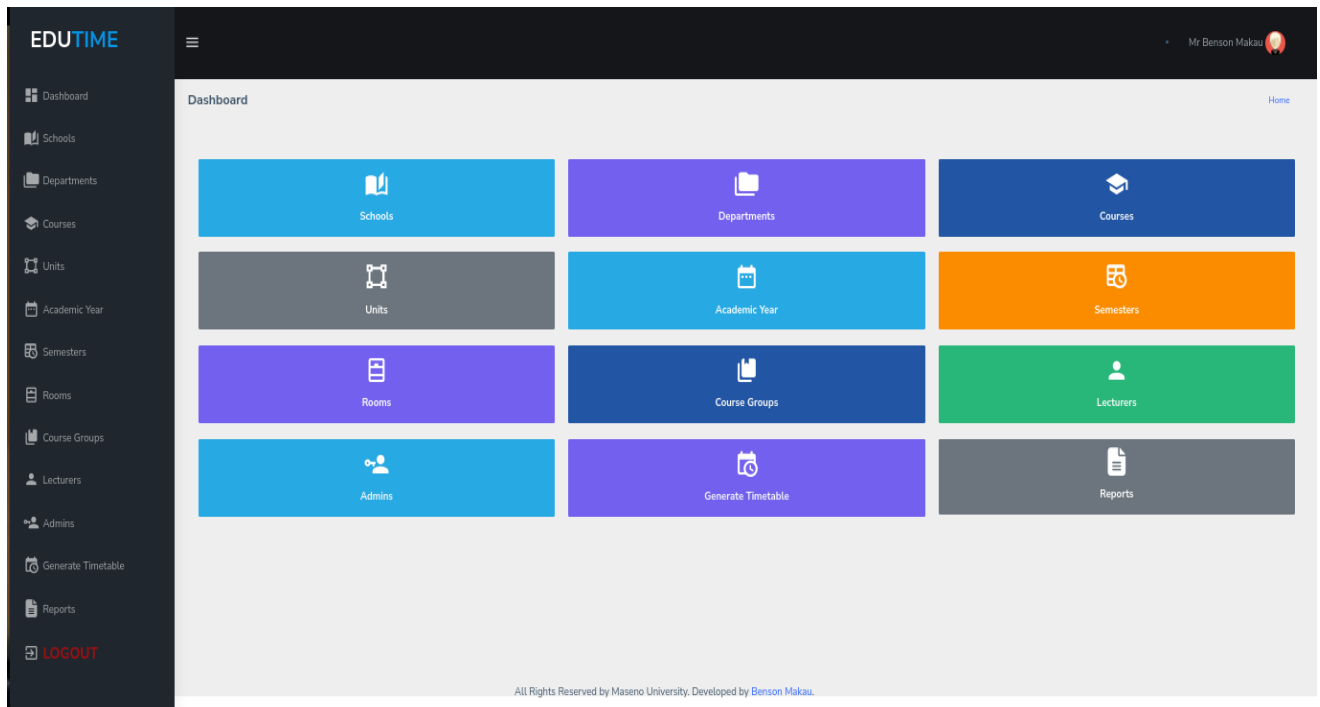 EDUTIME
Mr Benson Makau
Dashboard
Schools
Departments
Courses
Units
Academic Year
Semesters
Rooms
Course Groups
Lecturers
Admins
Generate Timetable
Reports
LOGOUT
Dashboard
Home
Schools
Departments
Courses
Units
Academic Year
Semesters
Rooms
Course Groups
Lecturers
Admins
Generate Timetable
Reports
All Rights Reserved by Maseno University. Developed by Benson Makau.